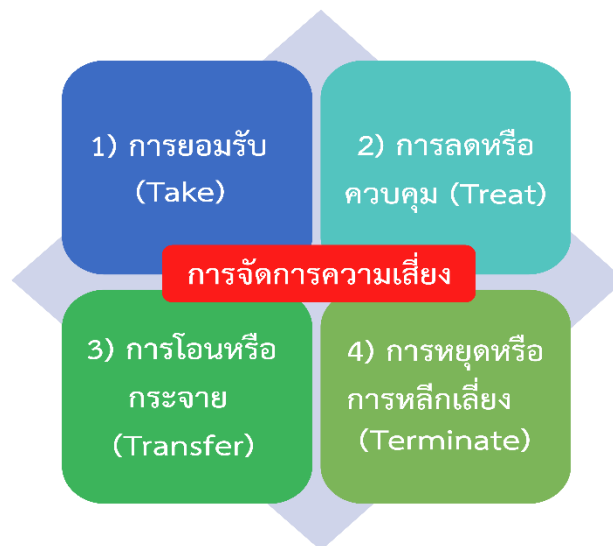 1) การยอมรับ
(Take)
2) การลดหรือ
ควบคุม (Treat)
การจัดการความเสี่ยง
3) การโอนหรือ
กระจาย
(Transfer)
4) การหยุดหรือ
การหลีกเลี่ยง
(Terminate)